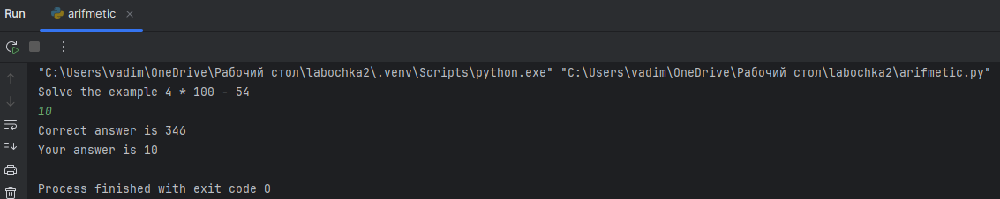 Run arifmetic
"C:\Users\vadim\OneDrive\Рабочий стол\labochka2\.venv\Scripts\python.exe" "C:\Users\vadim\OneDrive\Рабочий стол\labochka2\arifmetic.py"
Solve the example 4 * 100 - 54
10
Correct answer is 346
Your answer is 10
Process finished with exit code 0